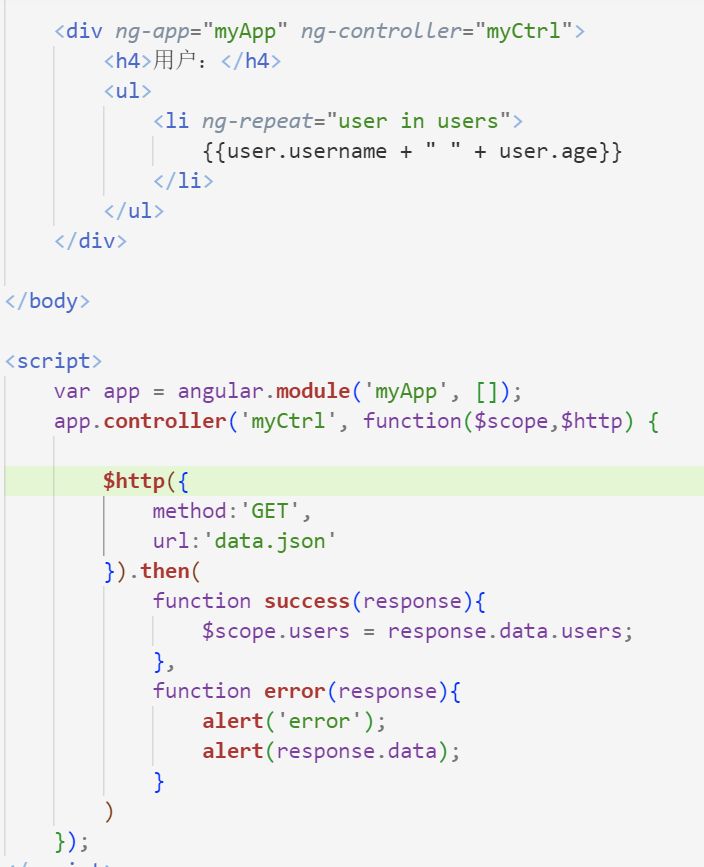 <div ng-app="myApp" ng-controller="myCtrl">
<h4>用户：</h4>
<ul>
<li ng-repeat="user in users">
{{user.username + " " + user.age}}
</li>
</ul>
</div>
</body>
<script>
var app = angular.module('myApp', []);
app.controller('myCtrl', function($scope,$http) {
$http({
method:'GET',
url:'data.json'
}).then(
function success(response){
$scope.users = response.data.users;
},
function error(response){
alert('error');
alert(response.data);
}
)
});